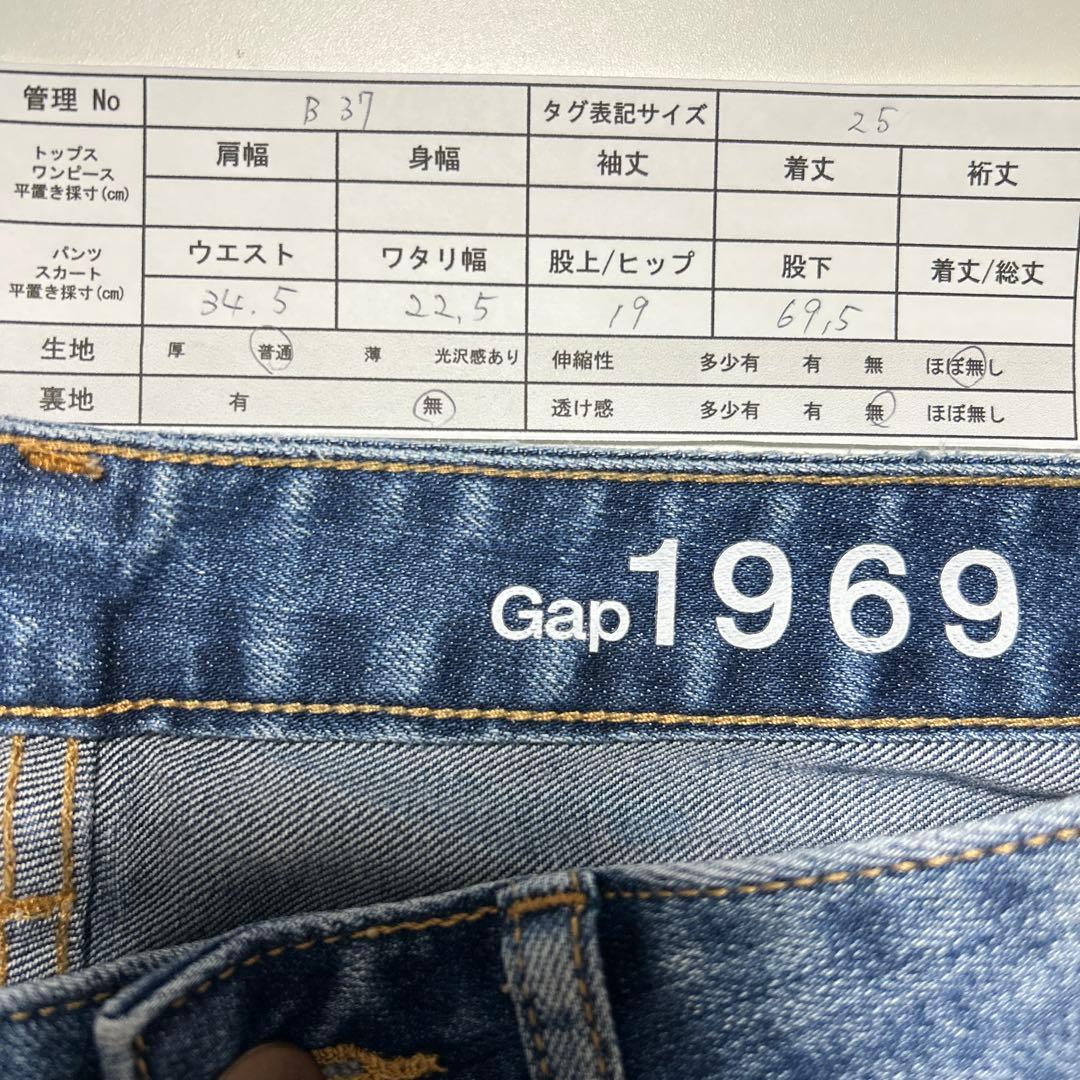 管理 No B 37 タグ表記サイズ 25
トップス
ワンピース
平置き採寸(cm)
肩幅 身幅 袖丈 着丈 裄丈
パンツ
スカート
平置き採寸(cm)
ウエスト ワタリ幅 股上/ヒップ 股下 着丈/総丈
34.5 22.5 19 69.5
生地 厚 普通 薄 光沢感あり 伸縮性 多少有 有 無 ほぼ無し
裏地 有 無 透け感 多少有 有 無 ほぼ無し
Gap 1969